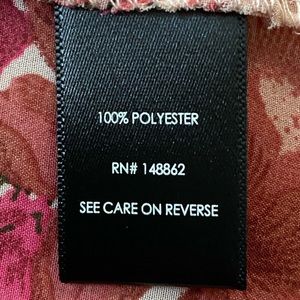 100% POLYESTER
RN# 148862
SEE CARE ON REVERSE